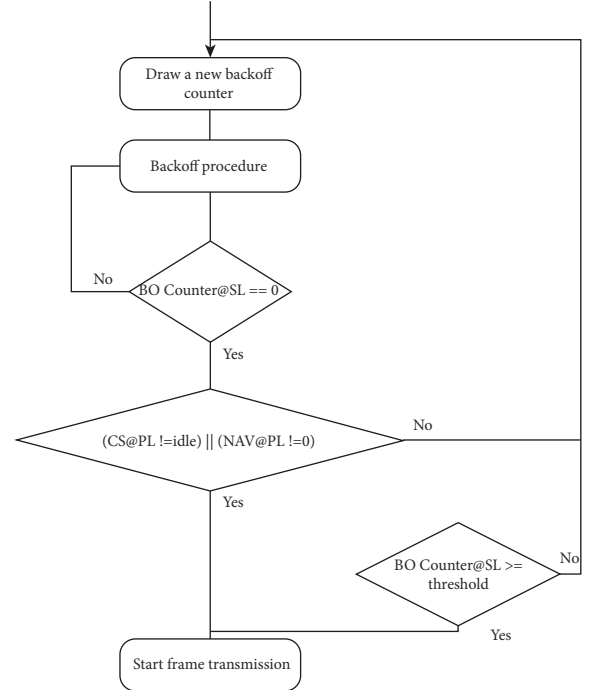 Draw a new backoff
counter
Backoff procedure
No
BO Counter@SL == 0
Yes
(CS@PL !=idle) || (NAV@PL !=0)
No
Yes
BO Counter@SL >=
threshold
No
Yes
Start frame transmission